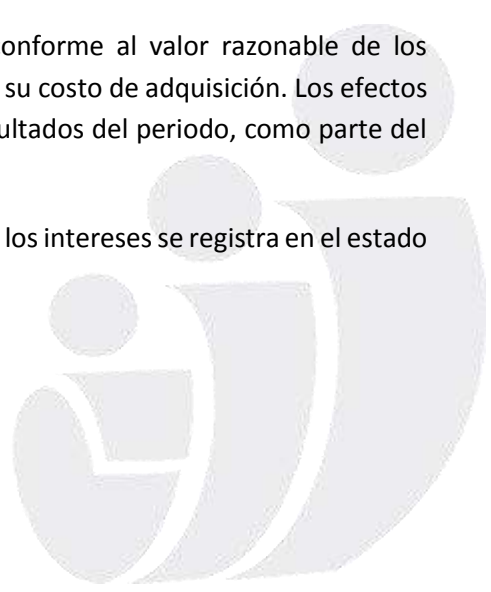 onforme al valor razonable de los
su costo de adquisición. Los efectos
ultados del periodo, como parte del
los intereses se registra en el estado